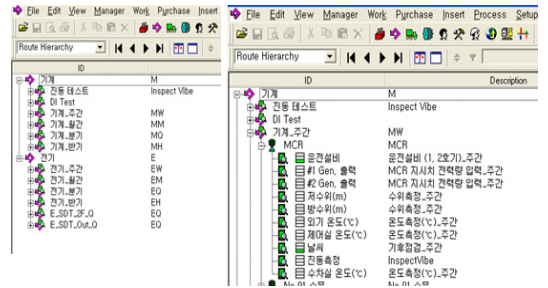 File Edit View Manager Work Purchase Insert
Route Hierarchy
ID
기계 M
진동 테스트 Inspect Vibe
DI Test
기계_주간 MW
기계_월간 MM
기계_분기 MQ
기계_반기 MH
전기 E
전기_주간 EW
전기_월간 EM
전기_분기 EQ
전기_반기 EH
E_SDT_2F_Q EQ
E_SDT_Out_Q EQ
File Edit View Manager Work Purchase Insert Process Setup
Route Hierarchy
ID Description
기계 M
진동 테스트 Inspect Vibe
DI Test
기계_주간 MW
MCR MCR
운전설비 운전설비 (1, 2호기)_주간
#1 Gen. 출력 MCR 지시치 전력량 입력_주간
#2 Gen. 출력 MCR 지시치 전력량 입력_주간
저수위(m) 수위측정_주간
방수위(m) 수위측정_주간
외기 온도(℃) 온도측정(℃)_주간
제어실 온도(℃) 온도측정(℃)_주간
날씨 기후점검_주간
진동측정 InspectVibe
수차실 온도(℃) 온도측정(℃)_주간